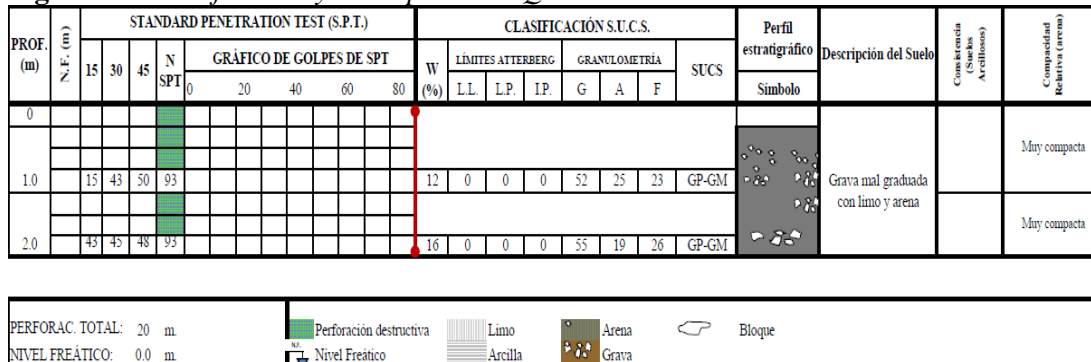 STANDARD PENETRATION TEST (S.P.T.) CLASIFICACIÓN S.U.C.S. Perfil estratigráfico Descripción del Suelo Consistencia (Suelos Arcillosos) Compacidad Relativa (arena)
PROF. (m) N.F. (m) 15 30 45 N SPT GRÁFICO DE GOLPES DE SPT W (%) LÍMITES ATTERBERG GRANULOMETRÍA SUCS
0 20 40 60 80 L.L. L.P. I.P. G A F Símbolo
0
Muy compacta
1.0 15 43 50 93 12 0 0 0 52 25 23 GP-GM Grava mal graduada
con limo y arena
Muy compacta
2.0 43 45 48 93 16 0 0 0 55 19 26 GP-GM
PERFORAC. TOTAL: 20 m. Perforación destructiva Limo Arena Bloque
NIVEL FREÁTICO: 0.0 m. N.F. Nivel Freático Arcilla Grava